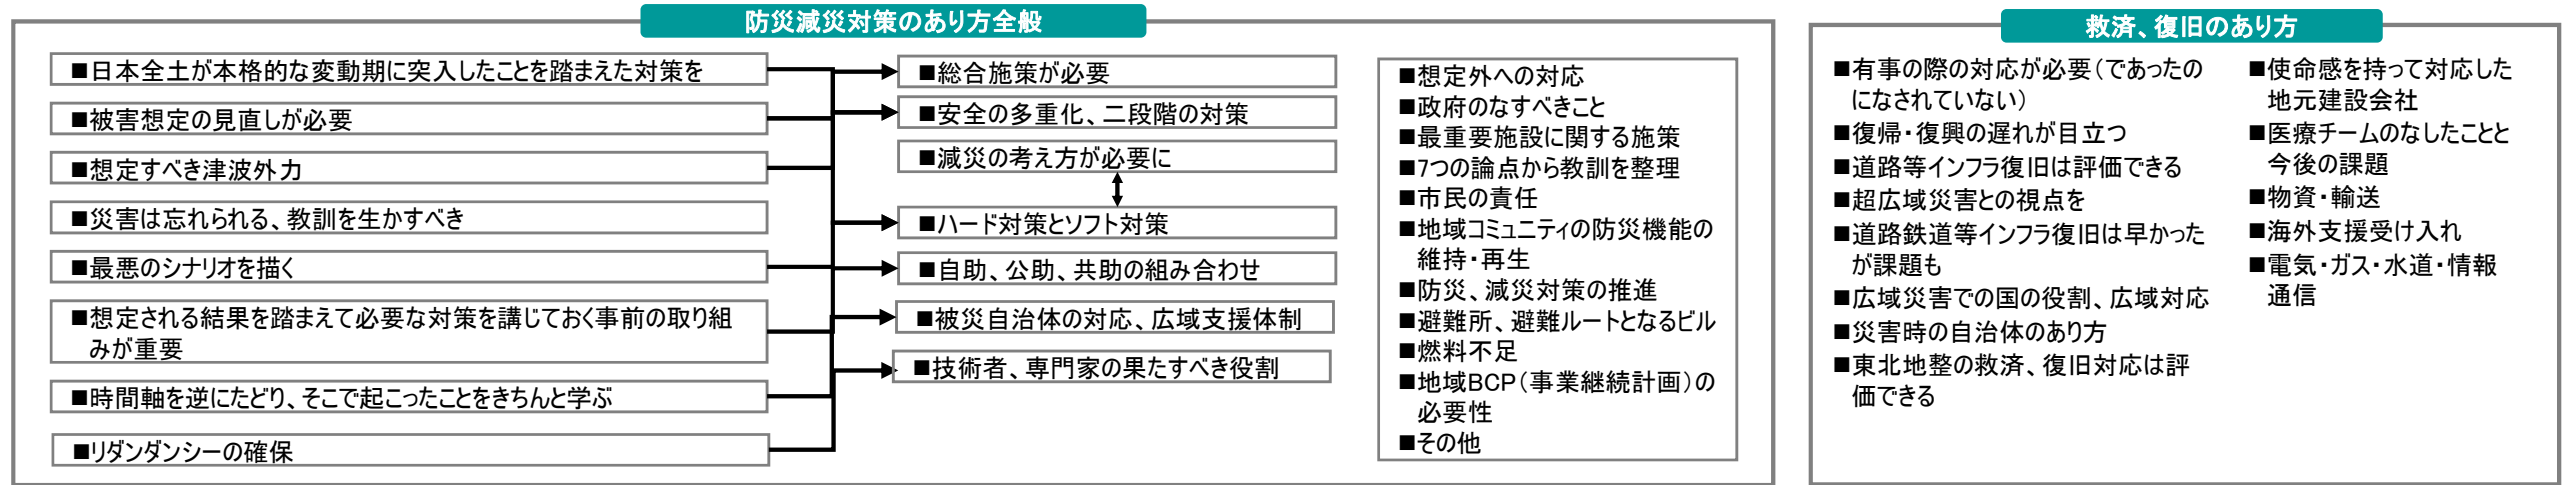 防災減災対策のあり方全般
■日本全土が本格的な変動期に突入したことを踏まえた対策を
■被害想定の見直しが必要
■想定すべき津波外力
■災害は忘れられる、教訓を生かすべき
■最悪のシナリオを描く
■想定される結果を踏まえて必要な対策を講じておく事前の取り組
みが重要
■時間軸を逆にたどり、そこで起こったことをきちんと学ぶ
■リダンダンシーの確保
■総合施策が必要
■安全の多重化、二段階の対策
■減災の考え方が必要に
■ハード対策とソフト対策
■自助、公助、共助の組み合わせ
■被災自治体の対応、広域支援体制
■技術者、専門家の果たすべき役割
■想定外への対応
■政府のなすべきこと
■最重要施設に関する施策
■7つの論点から教訓を整理
■市民の責任
■地域コミュニティの防災機能の
維持・再生
■防災、減災対策の推進
■避難所、避難ルートとなるビル
■燃料不足
■地域BCP(事業継続計画)の
必要性
■その他
救済、復旧のあり方
■有事の際の対応が必要(であったの
になされていない)
■復帰・復興の遅れが目立つ
■道路等インフラ復旧は評価できる
■超広域災害との視点を
■道路鉄道等インフラ復旧は早かった
が課題も
■広域災害での国の役割、広域対応
■災害時の自治体のあり方
■東北地整の救済、復旧対応は評
価できる
■使命感を持って対応した
地元建設会社
■医療チームのなしたことと
今後の課題
■物資・輸送
■海外支援受け入れ
■電気・ガス・水道・情報
通信